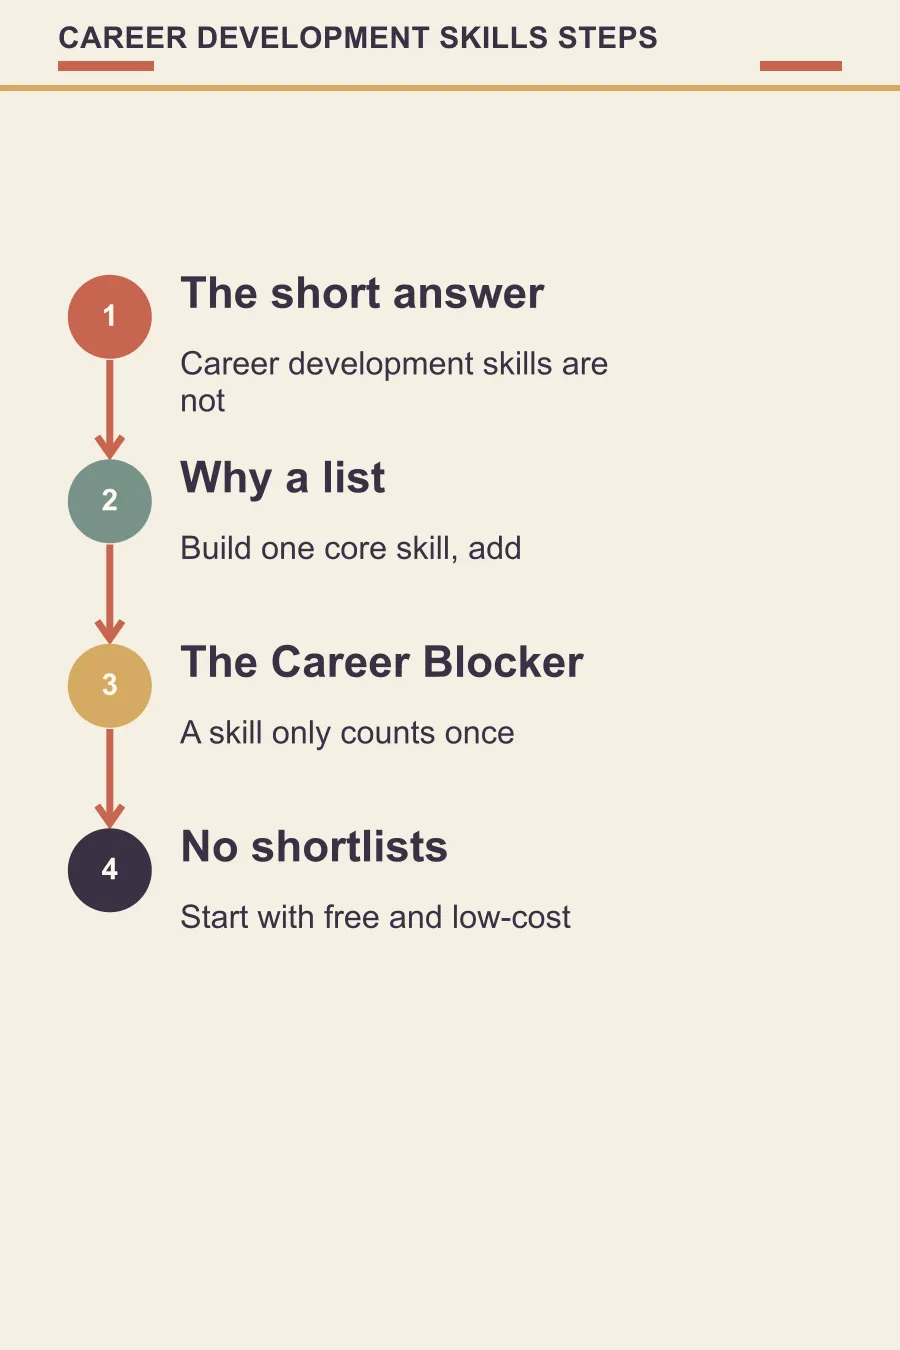 CAREER DEVELOPMENT SKILLS STEPS
1
The short answer
Career development skills are
not
2
Why a list
Build one core skill, add
3
The Career Blocker
A skill only counts once
4
No shortlists
Start with free and low-cost